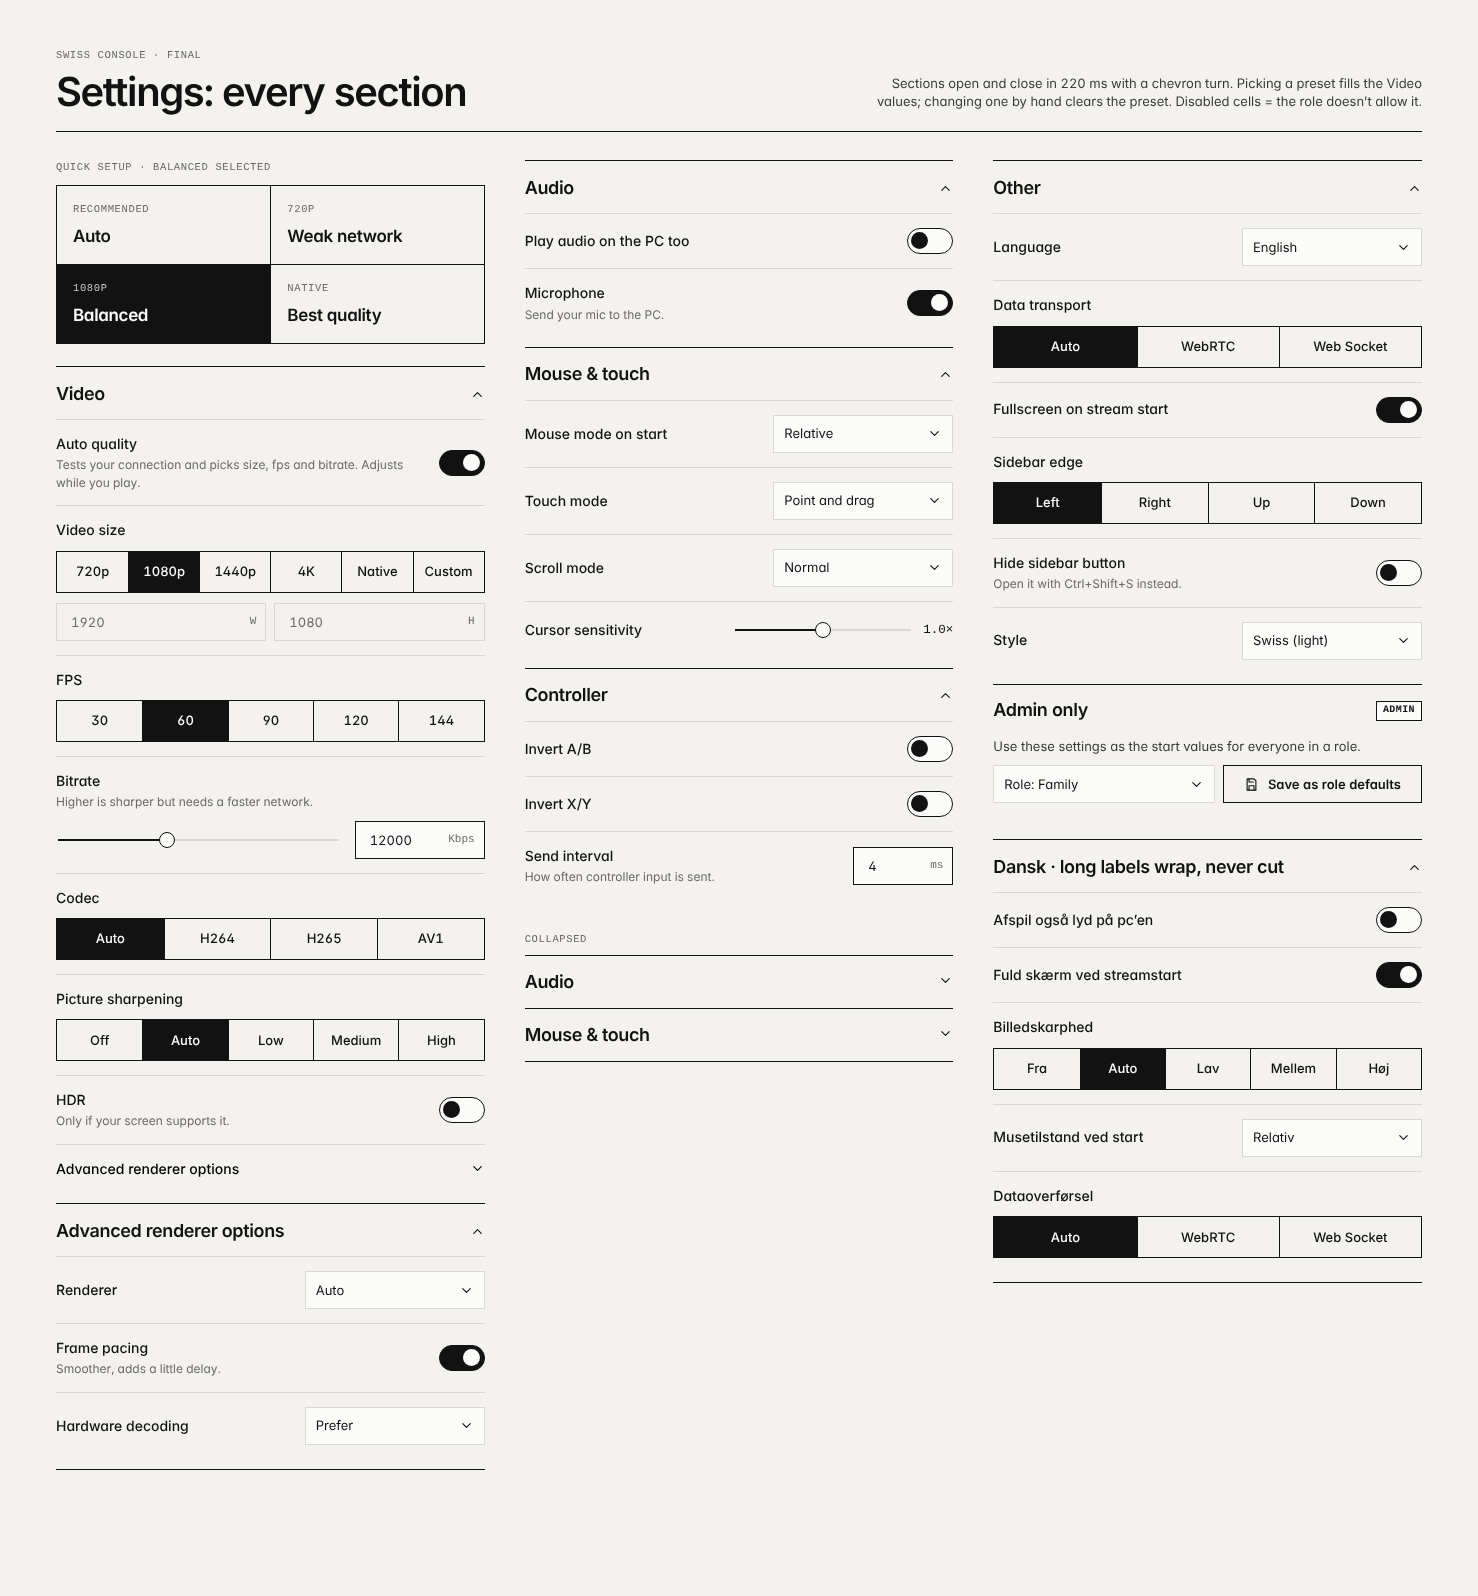 SWISS CONSOLE · FINAL
Settings: every section
Sections open and close in 220 ms with a chevron turn. Picking a preset fills the Video
values; changing one by hand clears the preset. Disabled cells = the role doesn’t allow it.
QUICK SETUP · BALANCED SELECTED
RECOMMENDED
Auto
720P
Weak network
1080P
Balanced
NATIVE
Best quality
Video
Auto quality
Tests your connection and picks size, fps and bitrate. Adjusts
while you play.
Video size
720p 1080p 1440p 4K Native Custom
1920 W 1080 H
FPS
30 60 90 120 144
Bitrate
Higher is sharper but needs a faster network.
12000 Kbps
Codec
Auto H264 H265 AV1
Picture sharpening
Off Auto Low Medium High
HDR
Only if your screen supports it.
Advanced renderer options
Advanced renderer options
Renderer Auto
Frame pacing
Smoother, adds a little delay.
Hardware decoding Prefer
Audio
Play audio on the PC too
Microphone
Send your mic to the PC.
Mouse & touch
Mouse mode on start Relative
Touch mode Point and drag
Scroll mode Normal
Cursor sensitivity 1.0×
Controller
Invert A/B
Invert X/Y
Send interval
How often controller input is sent.
4 ms
COLLAPSED
Audio
Mouse & touch
Other
Language English
Data transport
Auto WebRTC Web Socket
Fullscreen on stream start
Sidebar edge
Left Right Up Down
Hide sidebar button
Open it with Ctrl+Shift+S instead.
Style Swiss (light)
Admin only ADMIN
Use these settings as the start values for everyone in a role.
Role: Family Save as role defaults
Dansk · long labels wrap, never cut
Afspil også lyd på pc’en
Fuld skærm ved streamstart
Billedskarphed
Fra Auto Lav Mellem Høj
Musetilstand ved start Relativ
Dataoverførsel
Auto WebRTC Web Socket